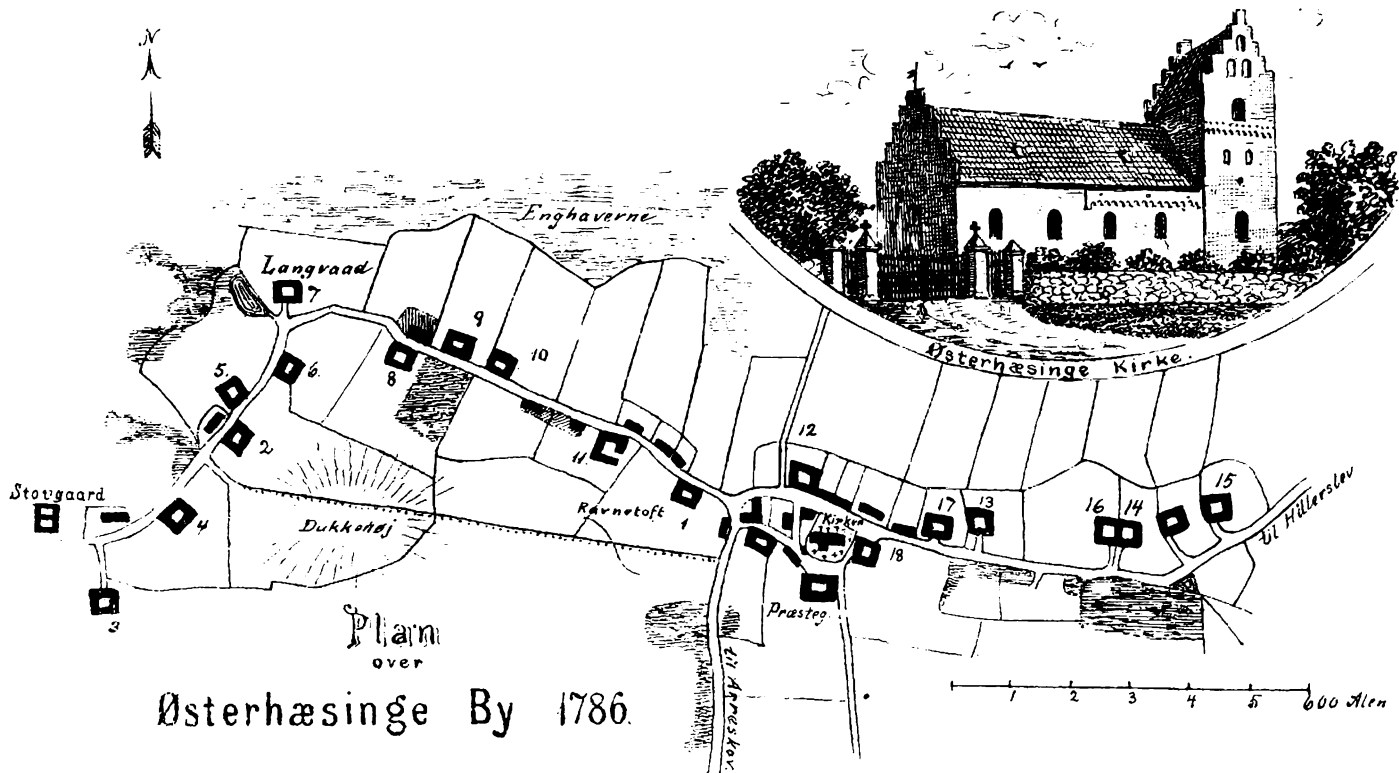 N
Enghaverne
Langvaad
7
9
10
8
5.
6.
2
Stovgaard
4
3
Dukkehøj
11.
Ravnetoft
1
12
Kirken
17
13
16
14
15
18
Præsteg.
til Hillerslev
til Arreskov.
Østerhæsinge Kirke.
Plan
over
Østerhæsinge By 1786.
1 2 3 4 5 600 Alen